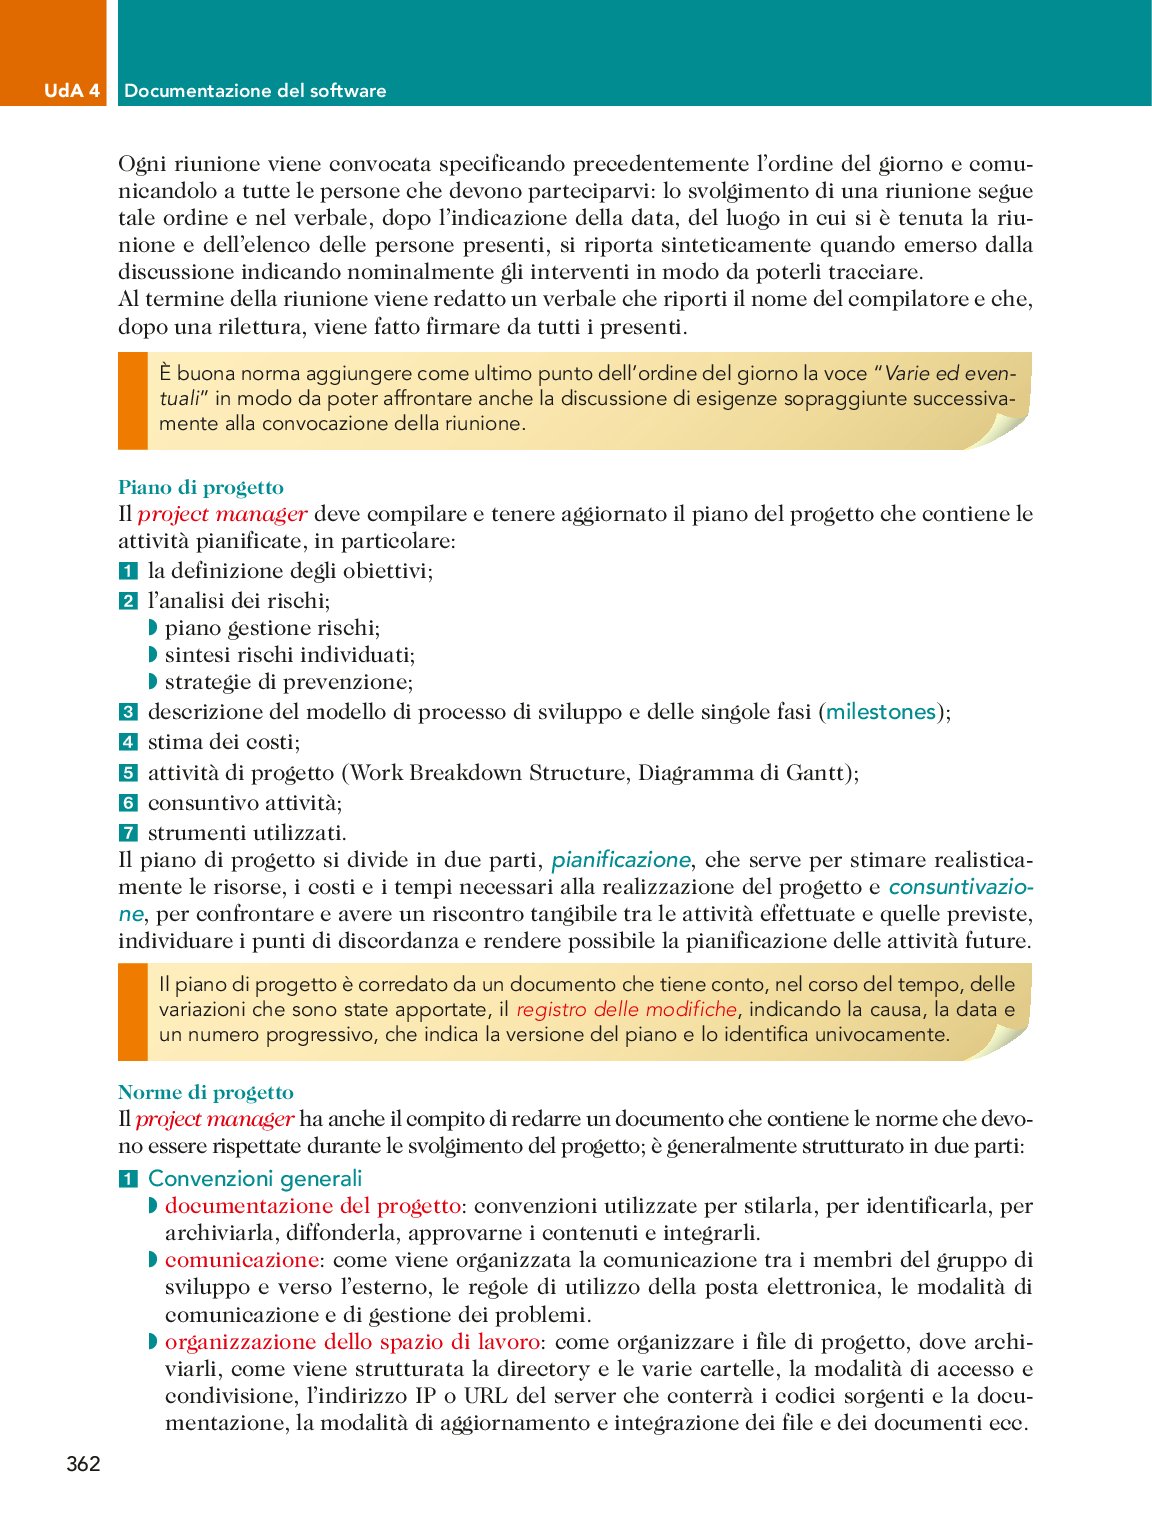 UdA 4 Documentazione del software
Ogni riunione viene convocata specificando precedentemente l’ordine del giorno e comu-
nicandolo a tutte le persone che devono parteciparvi: lo svolgimento di una riunione segue
tale ordine e nel verbale, dopo l’indicazione della data, del luogo in cui si è tenuta la riu-
nione e dell’elenco delle persone presenti, si riporta sinteticamente quando emerso dalla
discussione indicando nominalmente gli interventi in modo da poterli tracciare.
Al termine della riunione viene redatto un verbale che riporti il nome del compilatore e che,
dopo una rilettura, viene fatto firmare da tutti i presenti.
È buona norma aggiungere come ultimo punto dell’ordine del giorno la voce “Varie ed even-
tuali” in modo da poter affrontare anche la discussione di esigenze sopraggiunte successiva-
mente alla convocazione della riunione.
Piano di progetto
Il project manager deve compilare e tenere aggiornato il piano del progetto che contiene le
attività pianificate, in particolare:
1 la definizione degli obiettivi;
2 l’analisi dei rischi;
◗ piano gestione rischi;
◗ sintesi rischi individuati;
◗ strategie di prevenzione;
3 descrizione del modello di processo di sviluppo e delle singole fasi (milestones);
4 stima dei costi;
5 attività di progetto (Work Breakdown Structure, Diagramma di Gantt);
6 consuntivo attività;
7 strumenti utilizzati.
Il piano di progetto si divide in due parti, pianificazione, che serve per stimare realistica-
mente le risorse, i costi e i tempi necessari alla realizzazione del progetto e consuntivazio-
ne, per confrontare e avere un riscontro tangibile tra le attività effettuate e quelle previste,
individuare i punti di discordanza e rendere possibile la pianificazione delle attività future.
Il piano di progetto è corredato da un documento che tiene conto, nel corso del tempo, delle
variazioni che sono state apportate, il registro delle modifiche, indicando la causa, la data e
un numero progressivo, che indica la versione del piano e lo identifica univocamente.
Norme di progetto
Il project manager ha anche il compito di redarre un documento che contiene le norme che devo-
no essere rispettate durante le svolgimento del progetto; è generalmente strutturato in due parti:
1 Convenzioni generali
◗ documentazione del progetto: convenzioni utilizzate per stilarla, per identificarla, per
archiviarla, diffonderla, approvarne i contenuti e integrarli.
◗ comunicazione: come viene organizzata la comunicazione tra i membri del gruppo di
sviluppo e verso l’esterno, le regole di utilizzo della posta elettronica, le modalità di
comunicazione e di gestione dei problemi.
◗ organizzazione dello spazio di lavoro: come organizzare i file di progetto, dove archi-
viarli, come viene strutturata la directory e le varie cartelle, la modalità di accesso e
condivisione, l’indirizzo IP o URL del server che conterrà i codici sorgenti e la docu-
mentazione, la modalità di aggiornamento e integrazione dei file e dei documenti ecc.
362